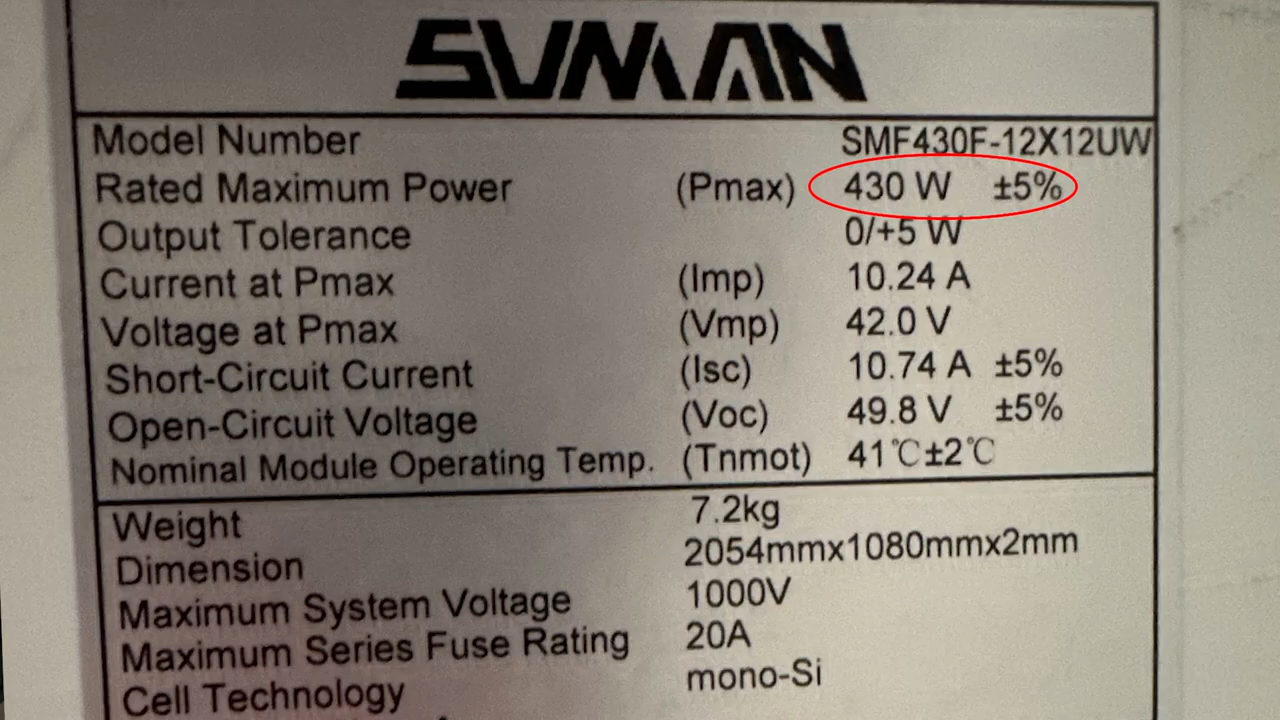 SUMAN
Model Number SMF430F-12X12UW
Rated Maximum Power (Pmax) 430 W ±5%
Output Tolerance 0/+5 W
Current at Pmax (Imp) 10.24 A
Voltage at Pmax (Vmp) 42.0 V
Short-Circuit Current (Isc) 10.74 A ±5%
Open-Circuit Voltage (Voc) 49.8 V ±5%
Nominal Module Operating Temp. (Tnmot) 41℃±2℃
Weight 7.2kg
Dimension 2054mmx1080mmx2mm
Maximum System Voltage 1000V
Maximum Series Fuse Rating 20A
Cell Technology mono-Si